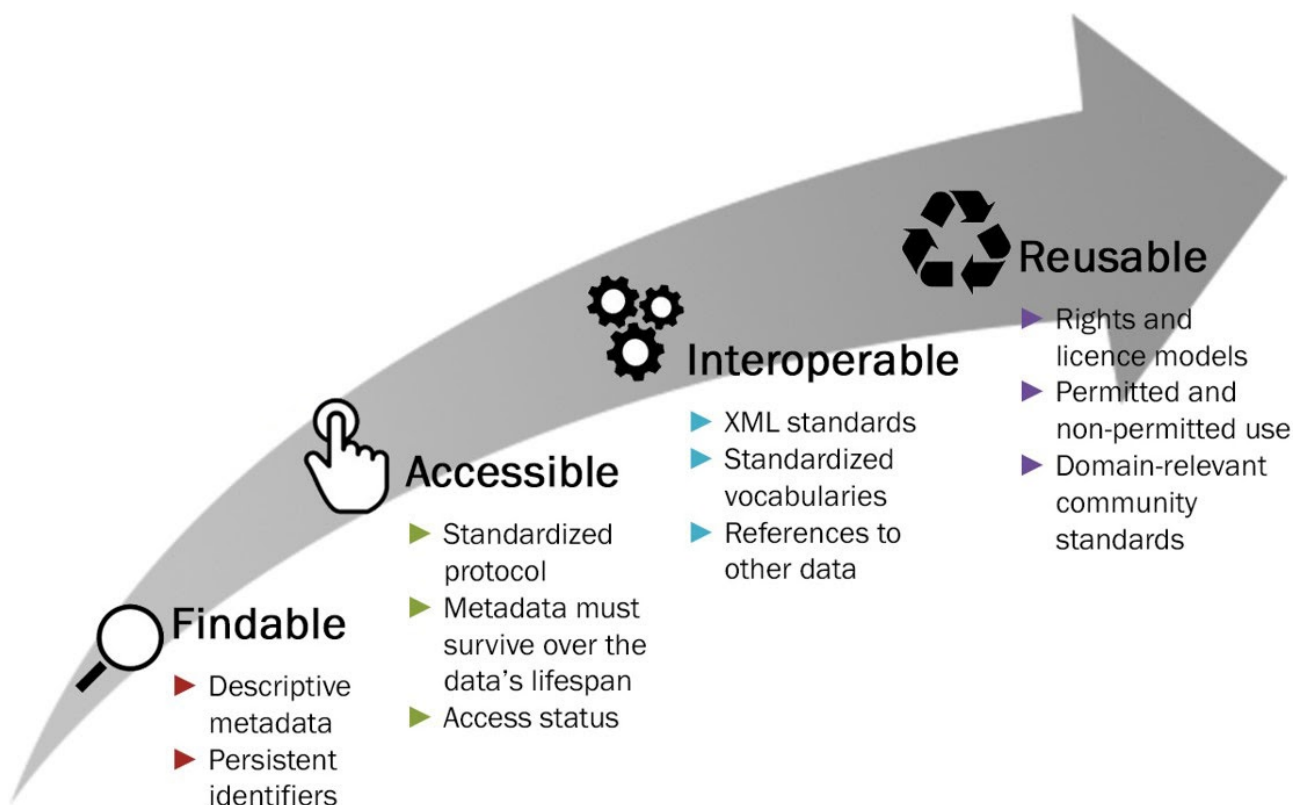 Findable
Descriptive
metadata
Persistent
identifiers
Accessible
Standardized
protocol
Metadata must
survive over the
data’s lifespan
Access status
Interoperable
XML standards
Standardized
vocabularies
References to
other data
Reusable
Rights and
licence models
Permitted and
non-permitted use
Domain-relevant
community
standards